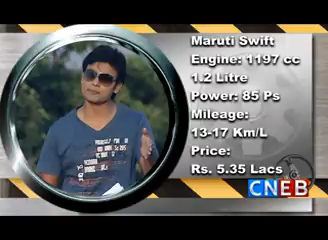 Maruti Swift
Engine: 1197 cc
1.2 Litre
Power: 85 Ps
Mileage:
13-17 Km/L
Price:
Rs. 5.35 Lacs
CNEB